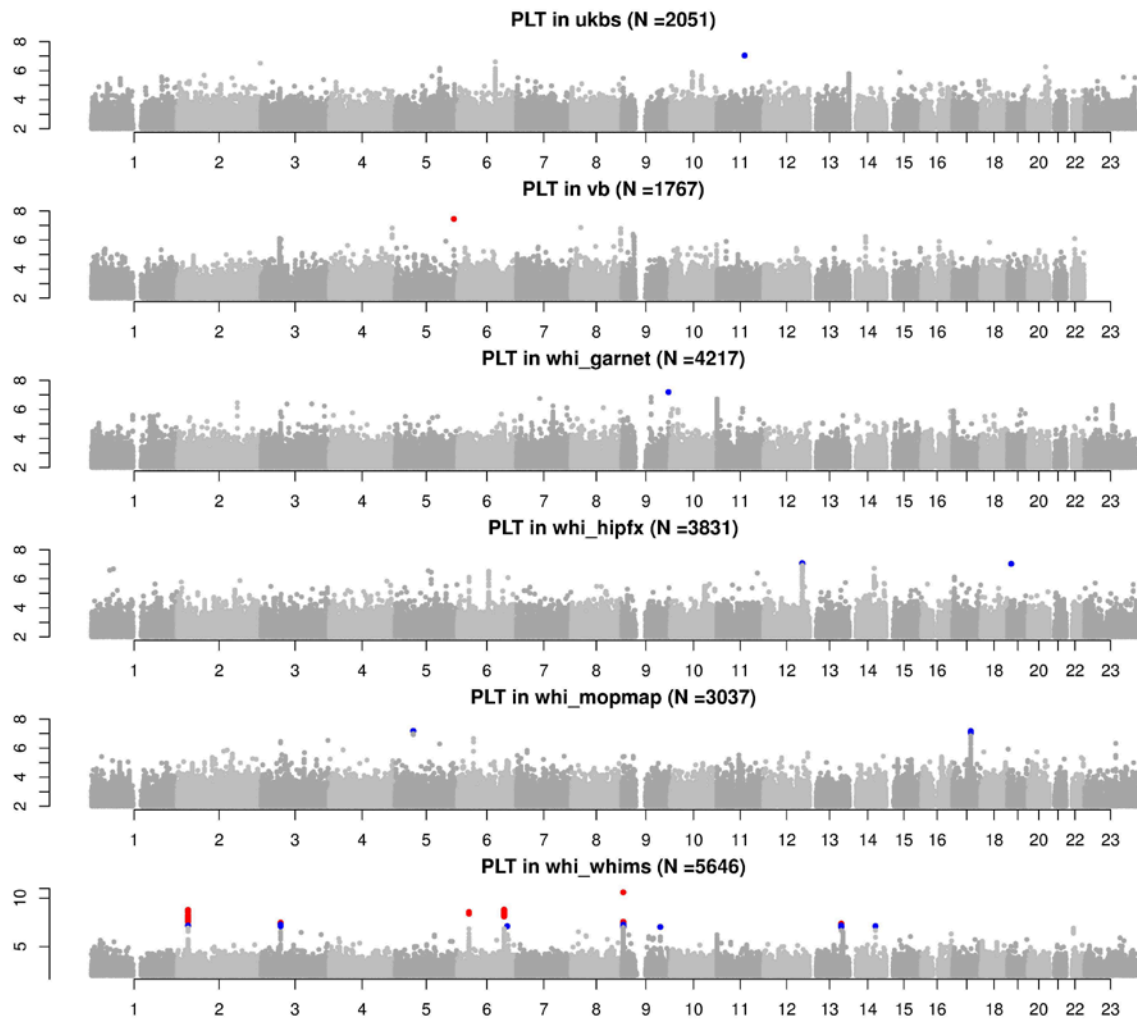 PLT in ukbs (N =2051)
8
6
4
2
1 2 3 4 5 6 7 8 9 10 11 12 13 14 15 16 18 20 22 23
PLT in vb (N =1767)
8
6
4
2
1 2 3 4 5 6 7 8 9 10 11 12 13 14 15 16 18 20 22 23
PLT in whi_garnet (N =4217)
8
6
4
2
1 2 3 4 5 6 7 8 9 10 11 12 13 14 15 16 18 20 22 23
PLT in whi_hipfx (N =3831)
8
6
4
2
1 2 3 4 5 6 7 8 9 10 11 12 13 14 15 16 18 20 22 23
PLT in whi_mopmap (N =3037)
8
6
4
2
1 2 3 4 5 6 7 8 9 10 11 12 13 14 15 16 18 20 22 23
PLT in whi_whims (N =5646)
10
5
1 2 3 4 5 6 7 8 9 10 11 12 13 14 15 16 18 20 22 23